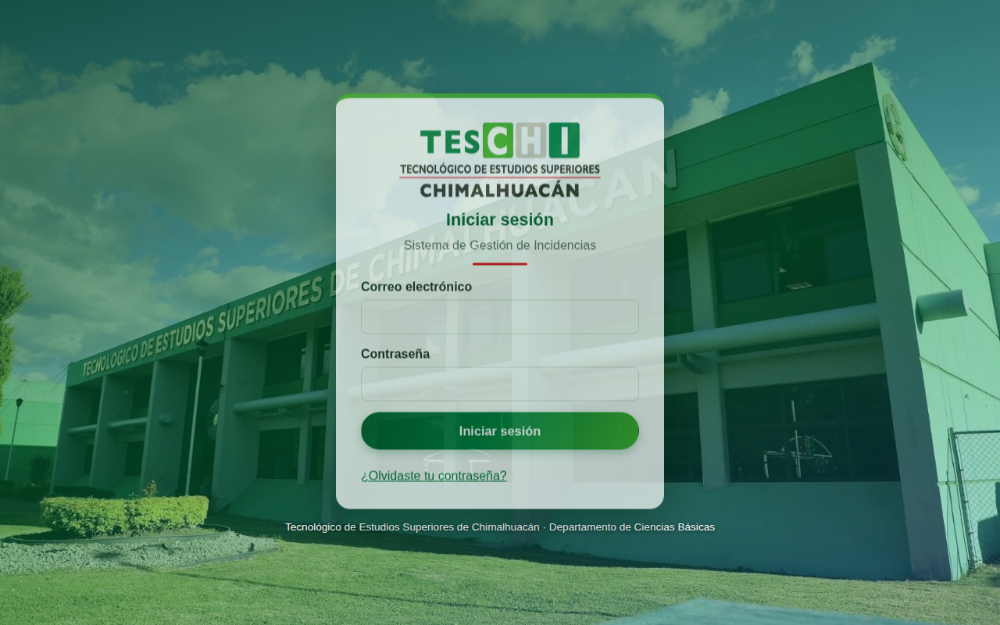 TESCHI
TECNOLÓGICO DE ESTUDIOS SUPERIORES
CHIMALHUACÁN
Iniciar sesión
Sistema de Gestión de Incidencias
Correo electrónico
Contraseña
Iniciar sesión
¿Olvidaste tu contraseña?
TECNOLOGICO DE ESTUDIOS SUPERIORES DE CHIMALHUACAN
G
Tecnológico de Estudios Superiores de Chimalhuacán · Departamento de Ciencias Básicas